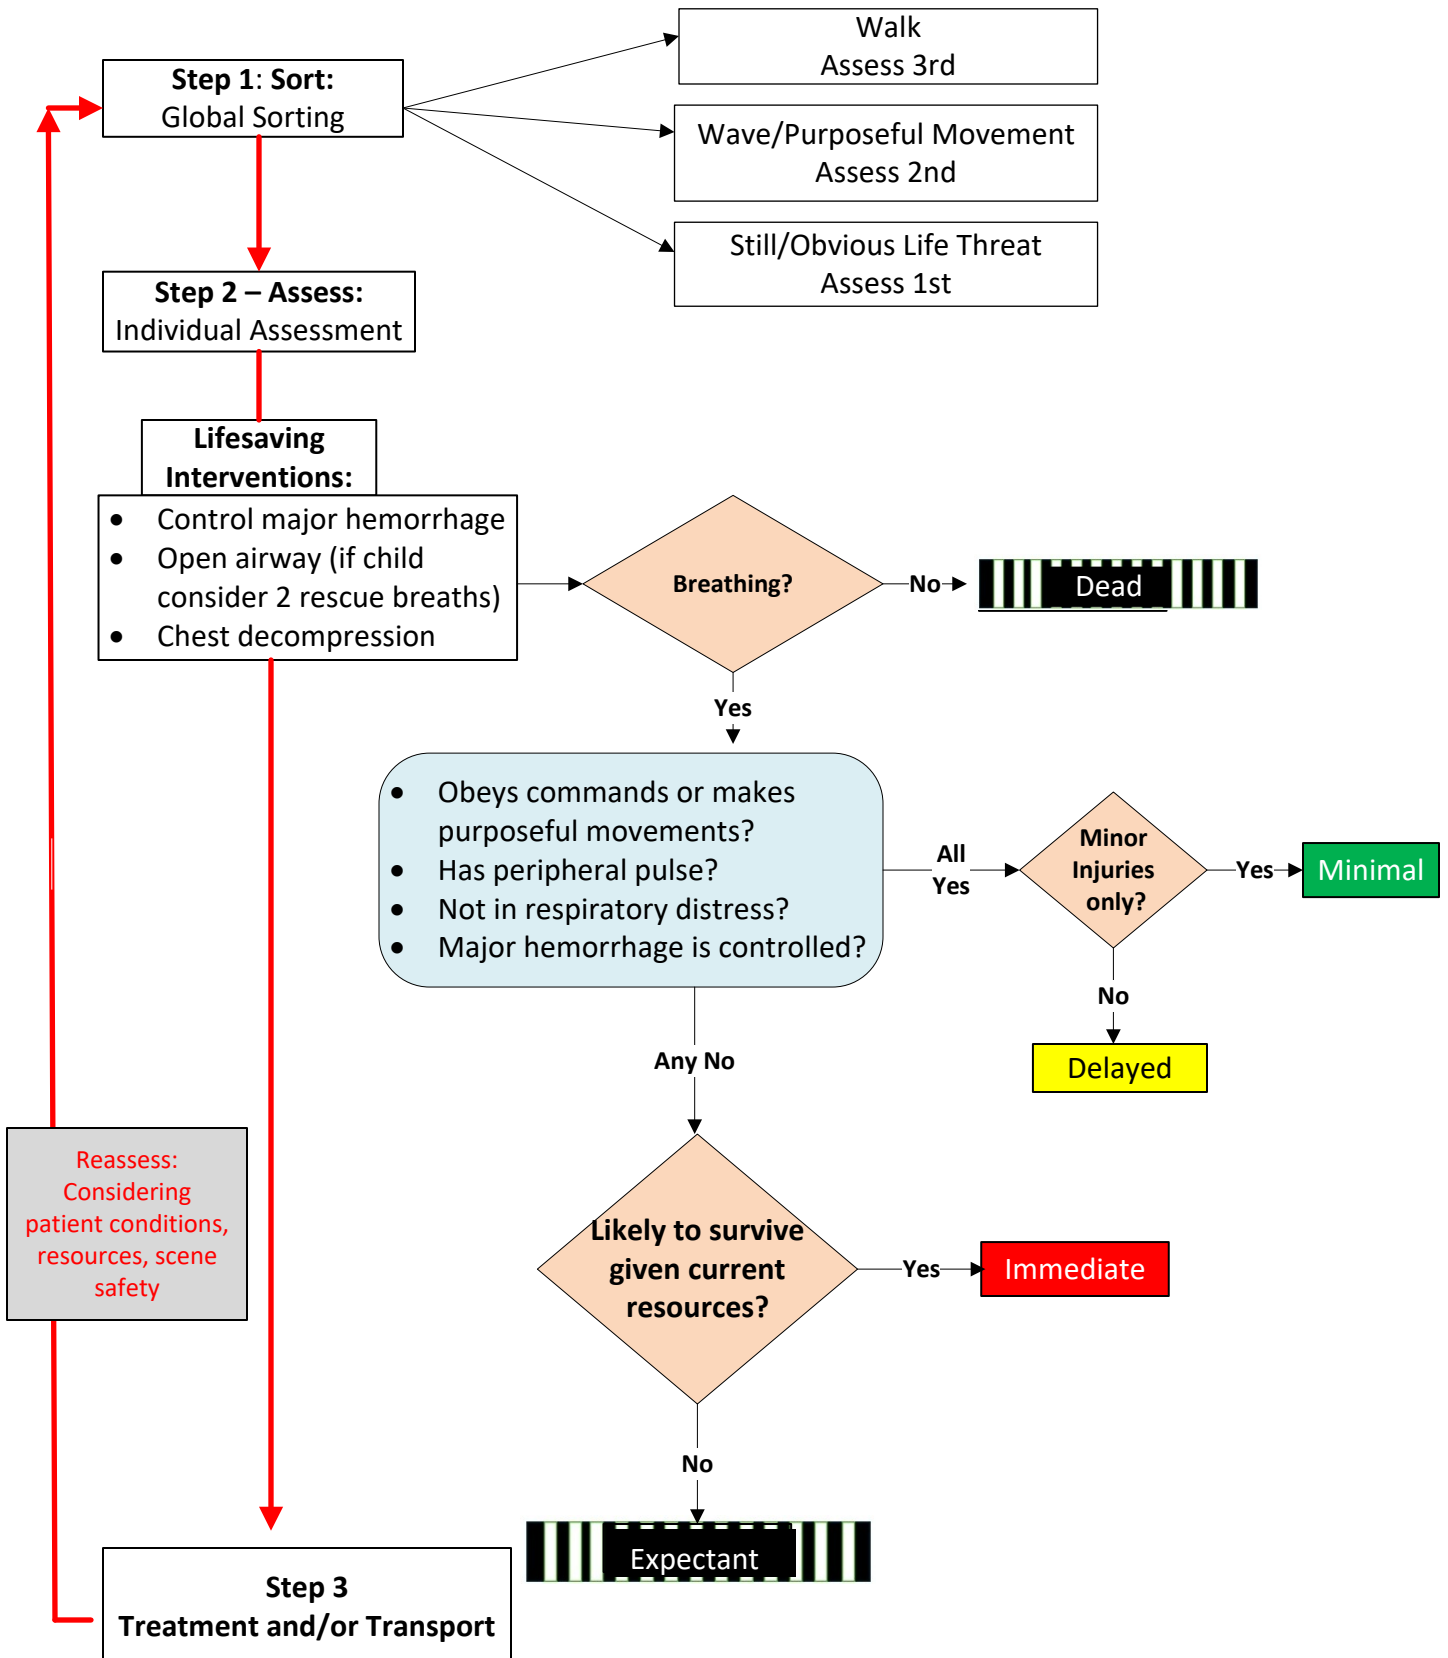 Step 1: Sort:
Global Sorting
Walk
Assess 3rd
Wave/Purposeful Movement
Assess 2nd
Still/Obvious Life Threat
Assess 1st
Step 2 – Assess:
Individual Assessment
Lifesaving
Interventions:
• Control major hemorrhage
• Open airway (if child
consider 2 rescue breaths)
• Chest decompression
Breathing?
No
Dead
Yes
• Obeys commands or makes
purposeful movements?
• Has peripheral pulse?
• Not in respiratory distress?
• Major hemorrhage is controlled?
All
Yes
Minor
Injuries
only?
Yes
Minimal
No
Delayed
Any No
Likely to survive
given current
resources?
Yes
Immediate
No
Expectant
Reassess:
Considering
patient conditions,
resources, scene
safety
Step 3
Treatment and/or Transport